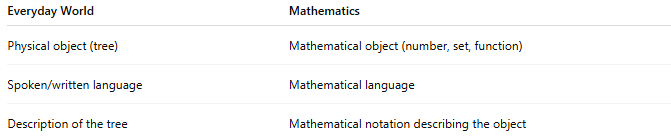 Everyday World Mathematics
Physical object (tree) Mathematical object (number, set, function)
Spoken/written language Mathematical language
Description of the tree Mathematical notation describing the object